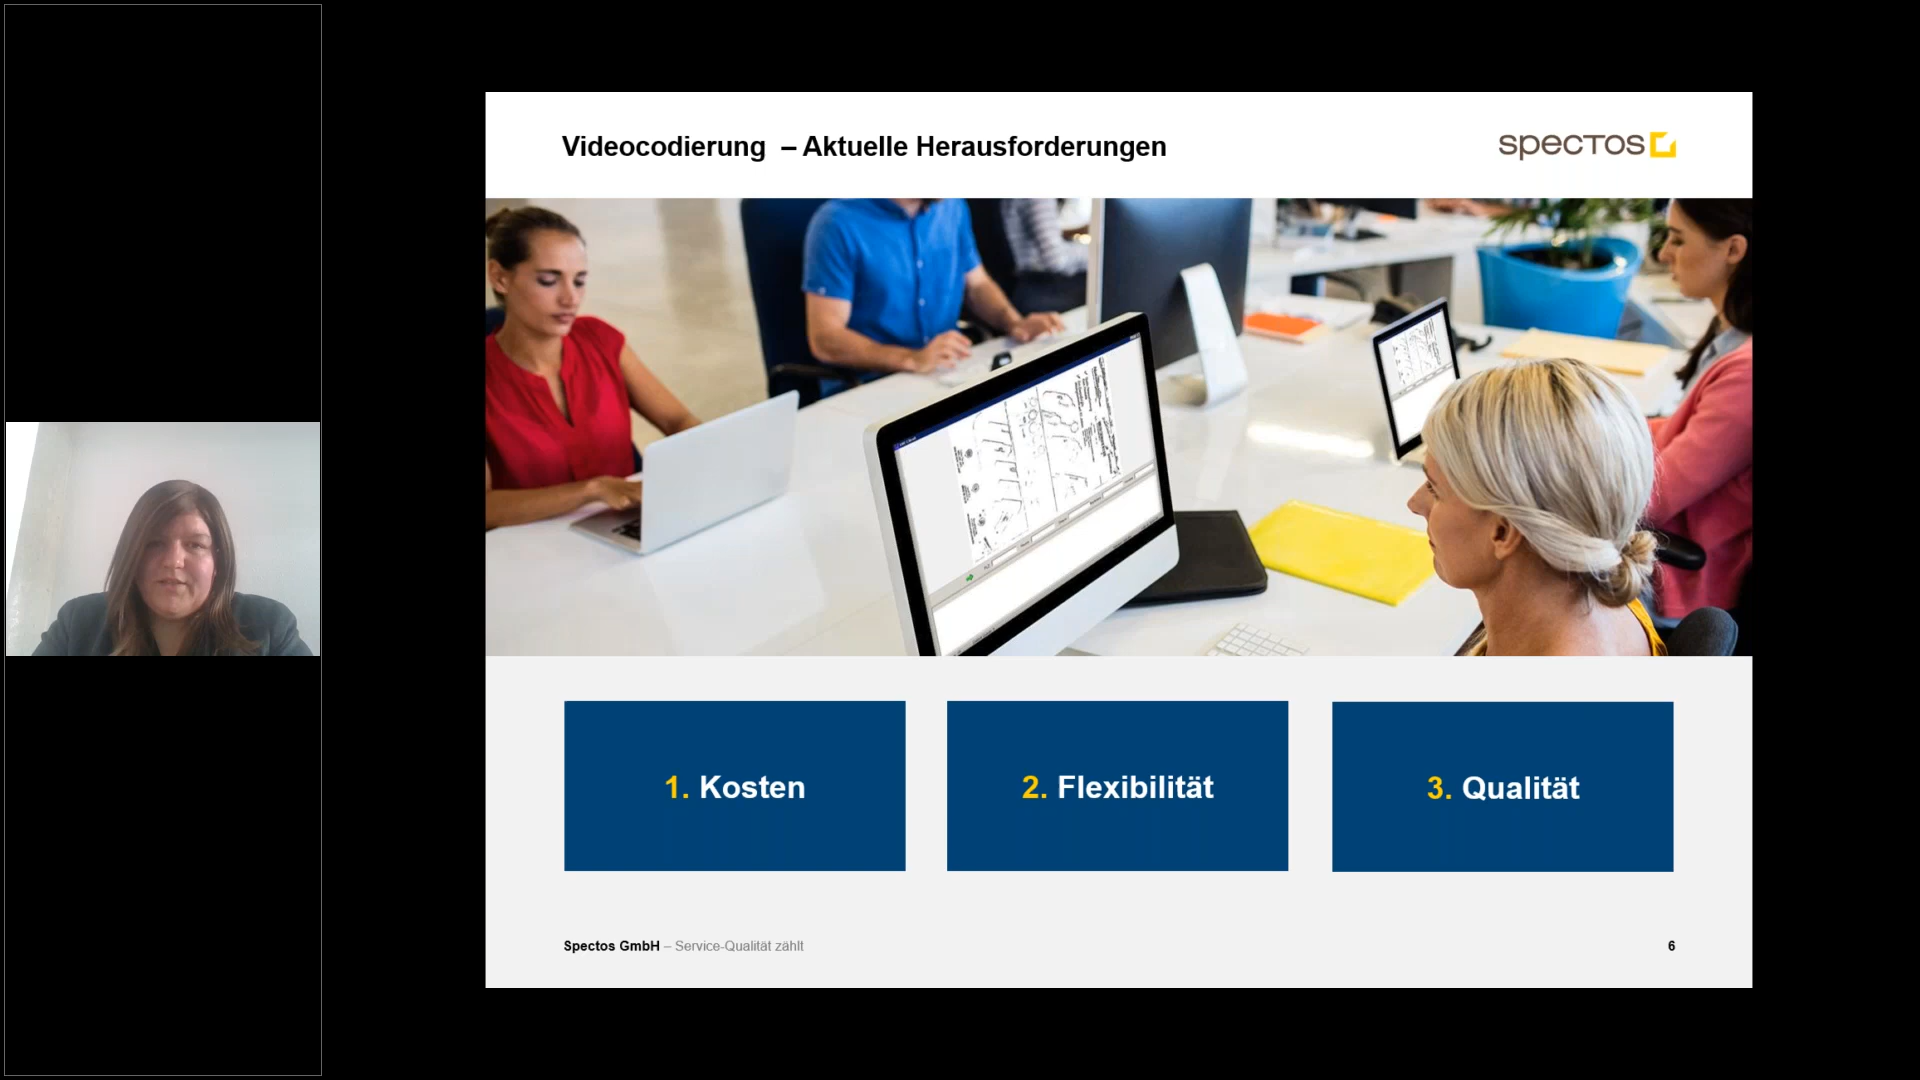 Videocodierung – Aktuelle Herausforderungen
spectos
1. Kosten
2. Flexibilität
3. Qualität
Spectos GmbH – Service-Qualität zählt
6